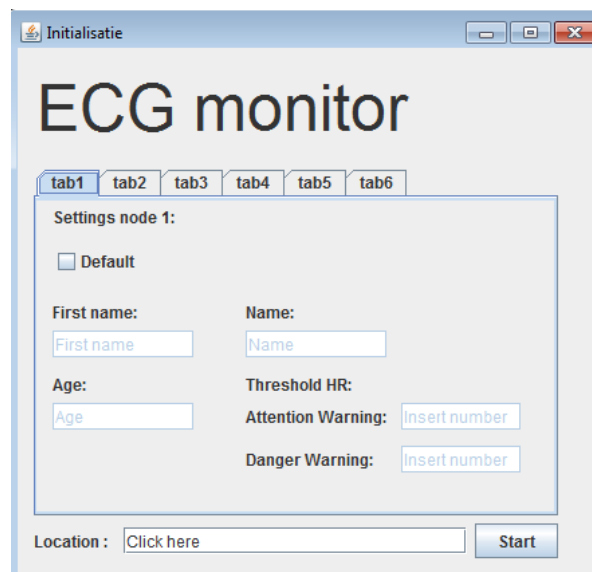 Initialisatie
ECG monitor
tab1 tab2 tab3 tab4 tab5 tab6
Settings node 1:
Default
First name: Name:
First name Name
Age: Threshold HR:
Age Attention Warning: Insert number
Danger Warning: Insert number
Location : Click here Start